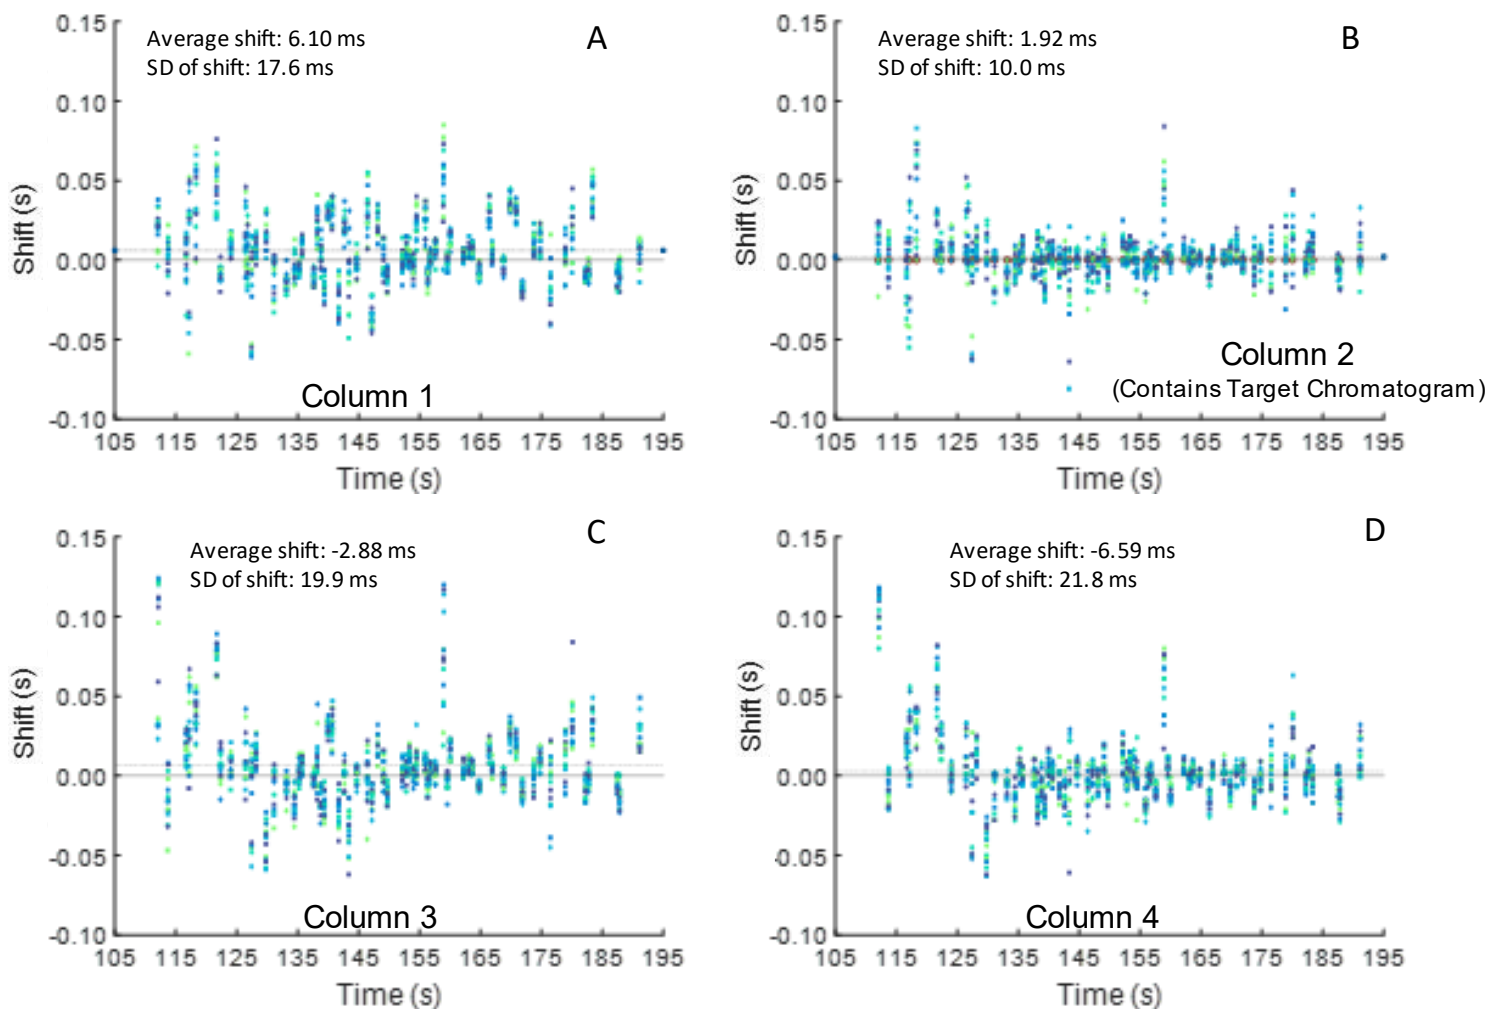 A
Average shift: 6.10 ms
SD of shift: 17.6 ms
0.15
0.10
0.05
0.00
-0.05
-0.10
Shift (s)
Column 1
105 115 125 135 145 155 165 175 185 195
Time (s)
B
Average shift: 1.92 ms
SD of shift: 10.0 ms
0.15
0.10
0.05
0.00
-0.05
-0.10
Shift (s)
Column 2
(Contains Target Chromatogram)
105 115 125 135 145 155 165 175 185 195
Time (s)
C
Average shift: -2.88 ms
SD of shift: 19.9 ms
0.15
0.10
0.05
0.00
-0.05
-0.10
Shift (s)
Column 3
105 115 125 135 145 155 165 175 185 195
Time (s)
D
Average shift: -6.59 ms
SD of shift: 21.8 ms
0.15
0.10
0.05
0.00
-0.05
-0.10
Shift (s)
Column 4
105 115 125 135 145 155 165 175 185 195
Time (s)